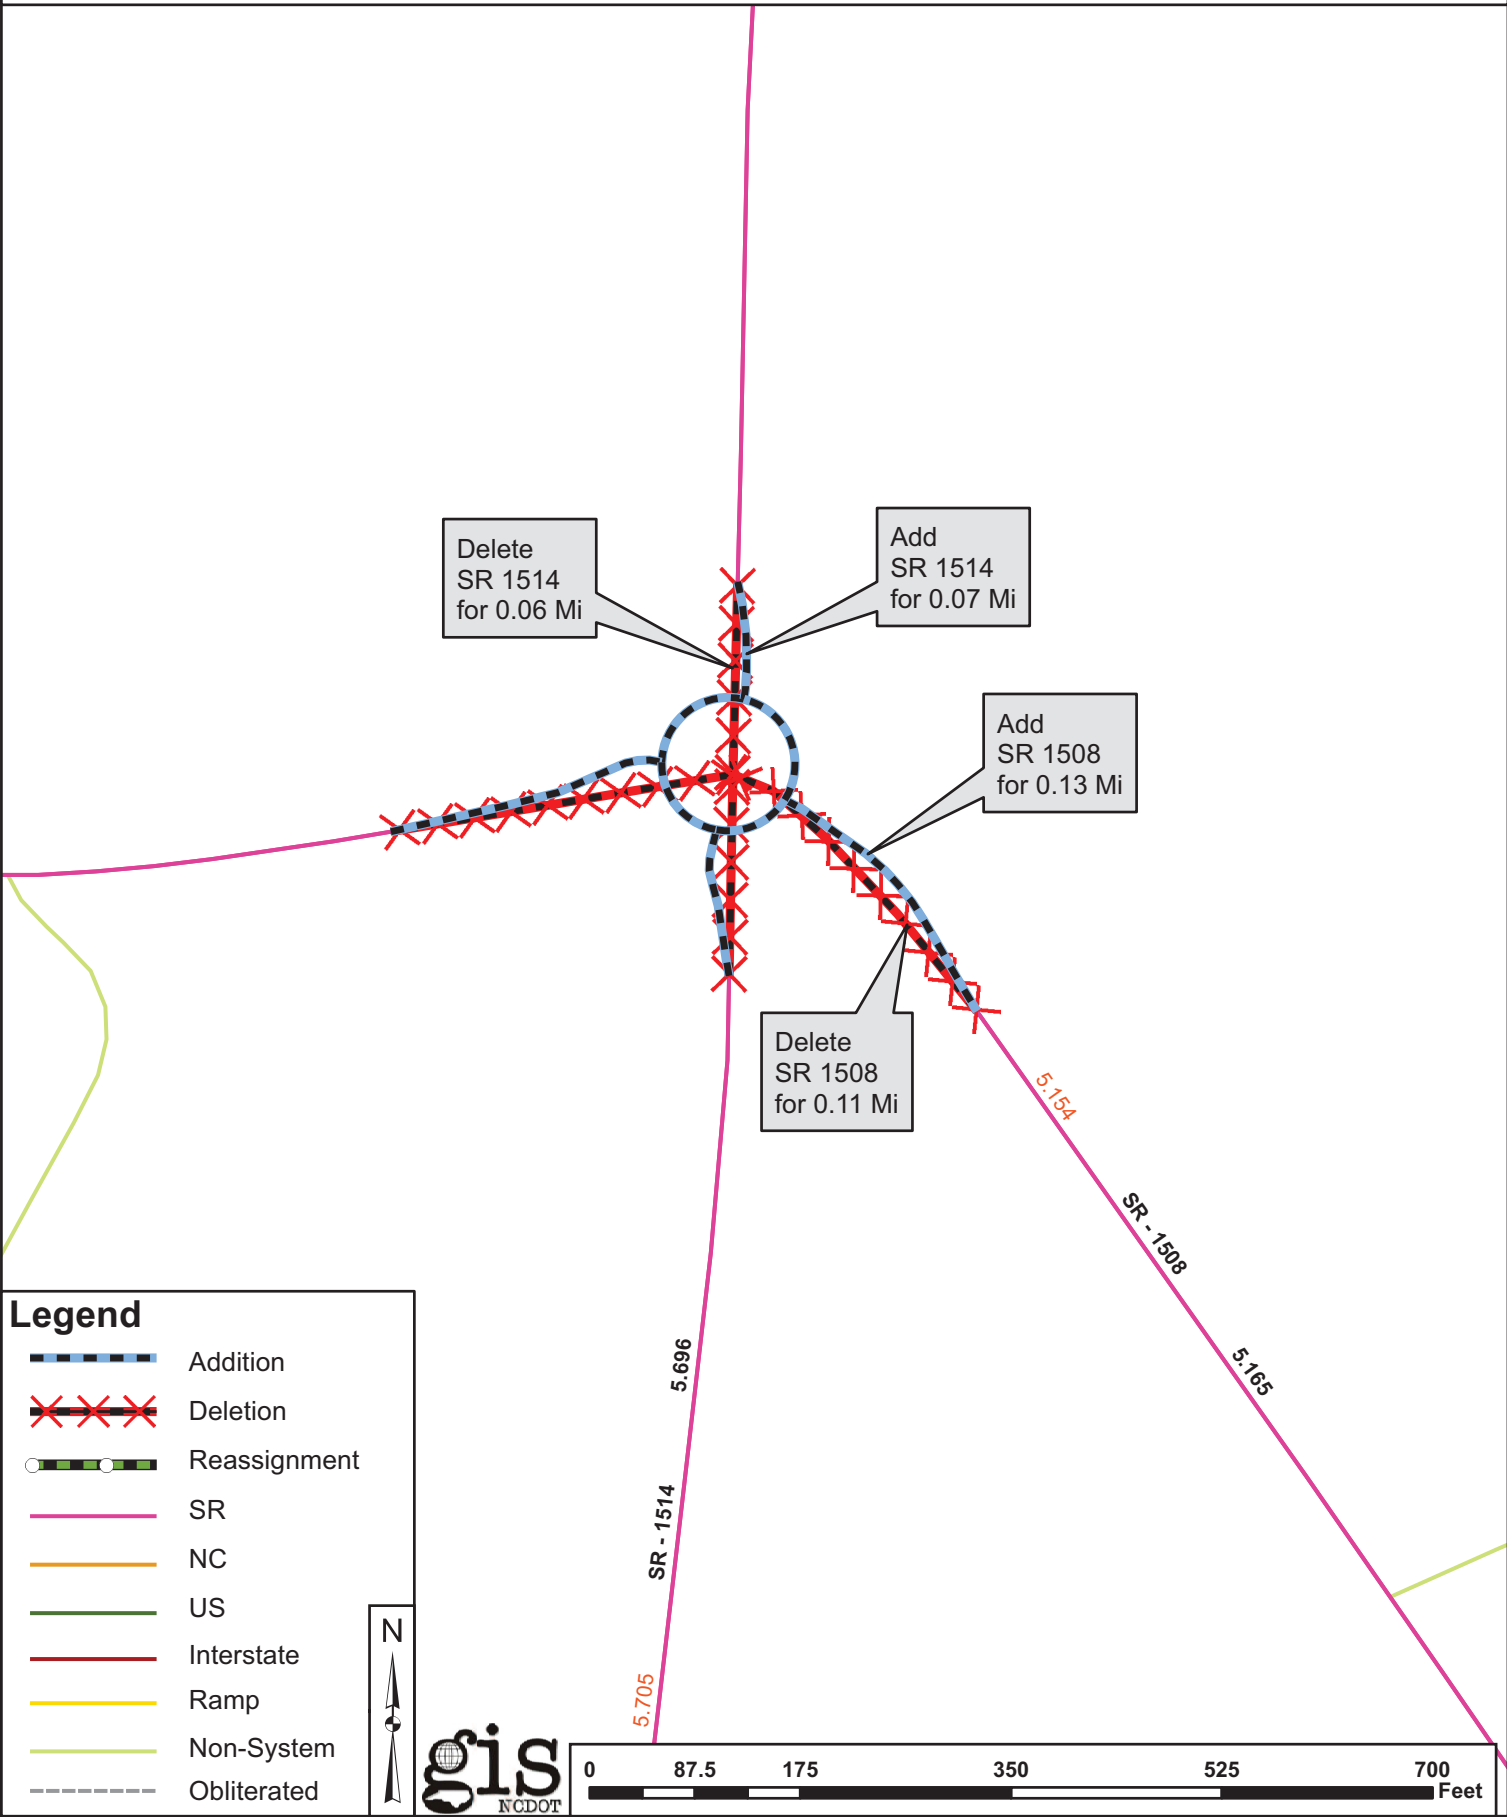 Delete
SR 1514
for 0.06 Mi
Add
SR 1514
for 0.07 Mi
Add
SR 1508
for 0.13 Mi
Delete
SR 1508
for 0.11 Mi
5.154
SR - 1508
5.165
5.696
SR - 1514
5.705
Legend
Addition
Deletion
Reassignment
SR
NC
US
Interstate
Ramp
Non-System
Obliterated
N
gis
NCDOT
0 87.5 175 350 525 700
Feet